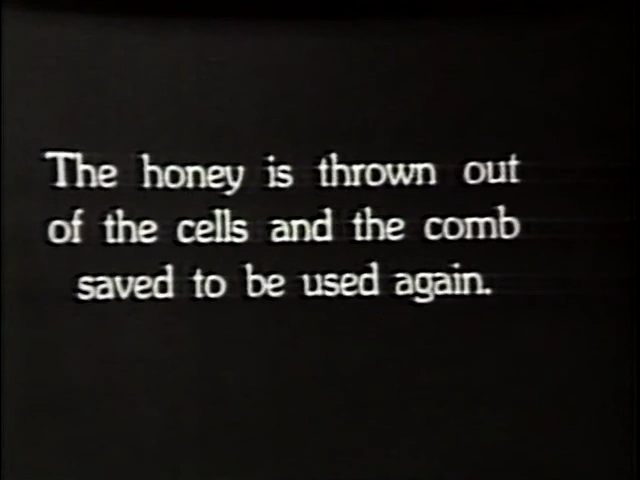 The honey is thrown out
of the cells and the comb
saved to be used again.